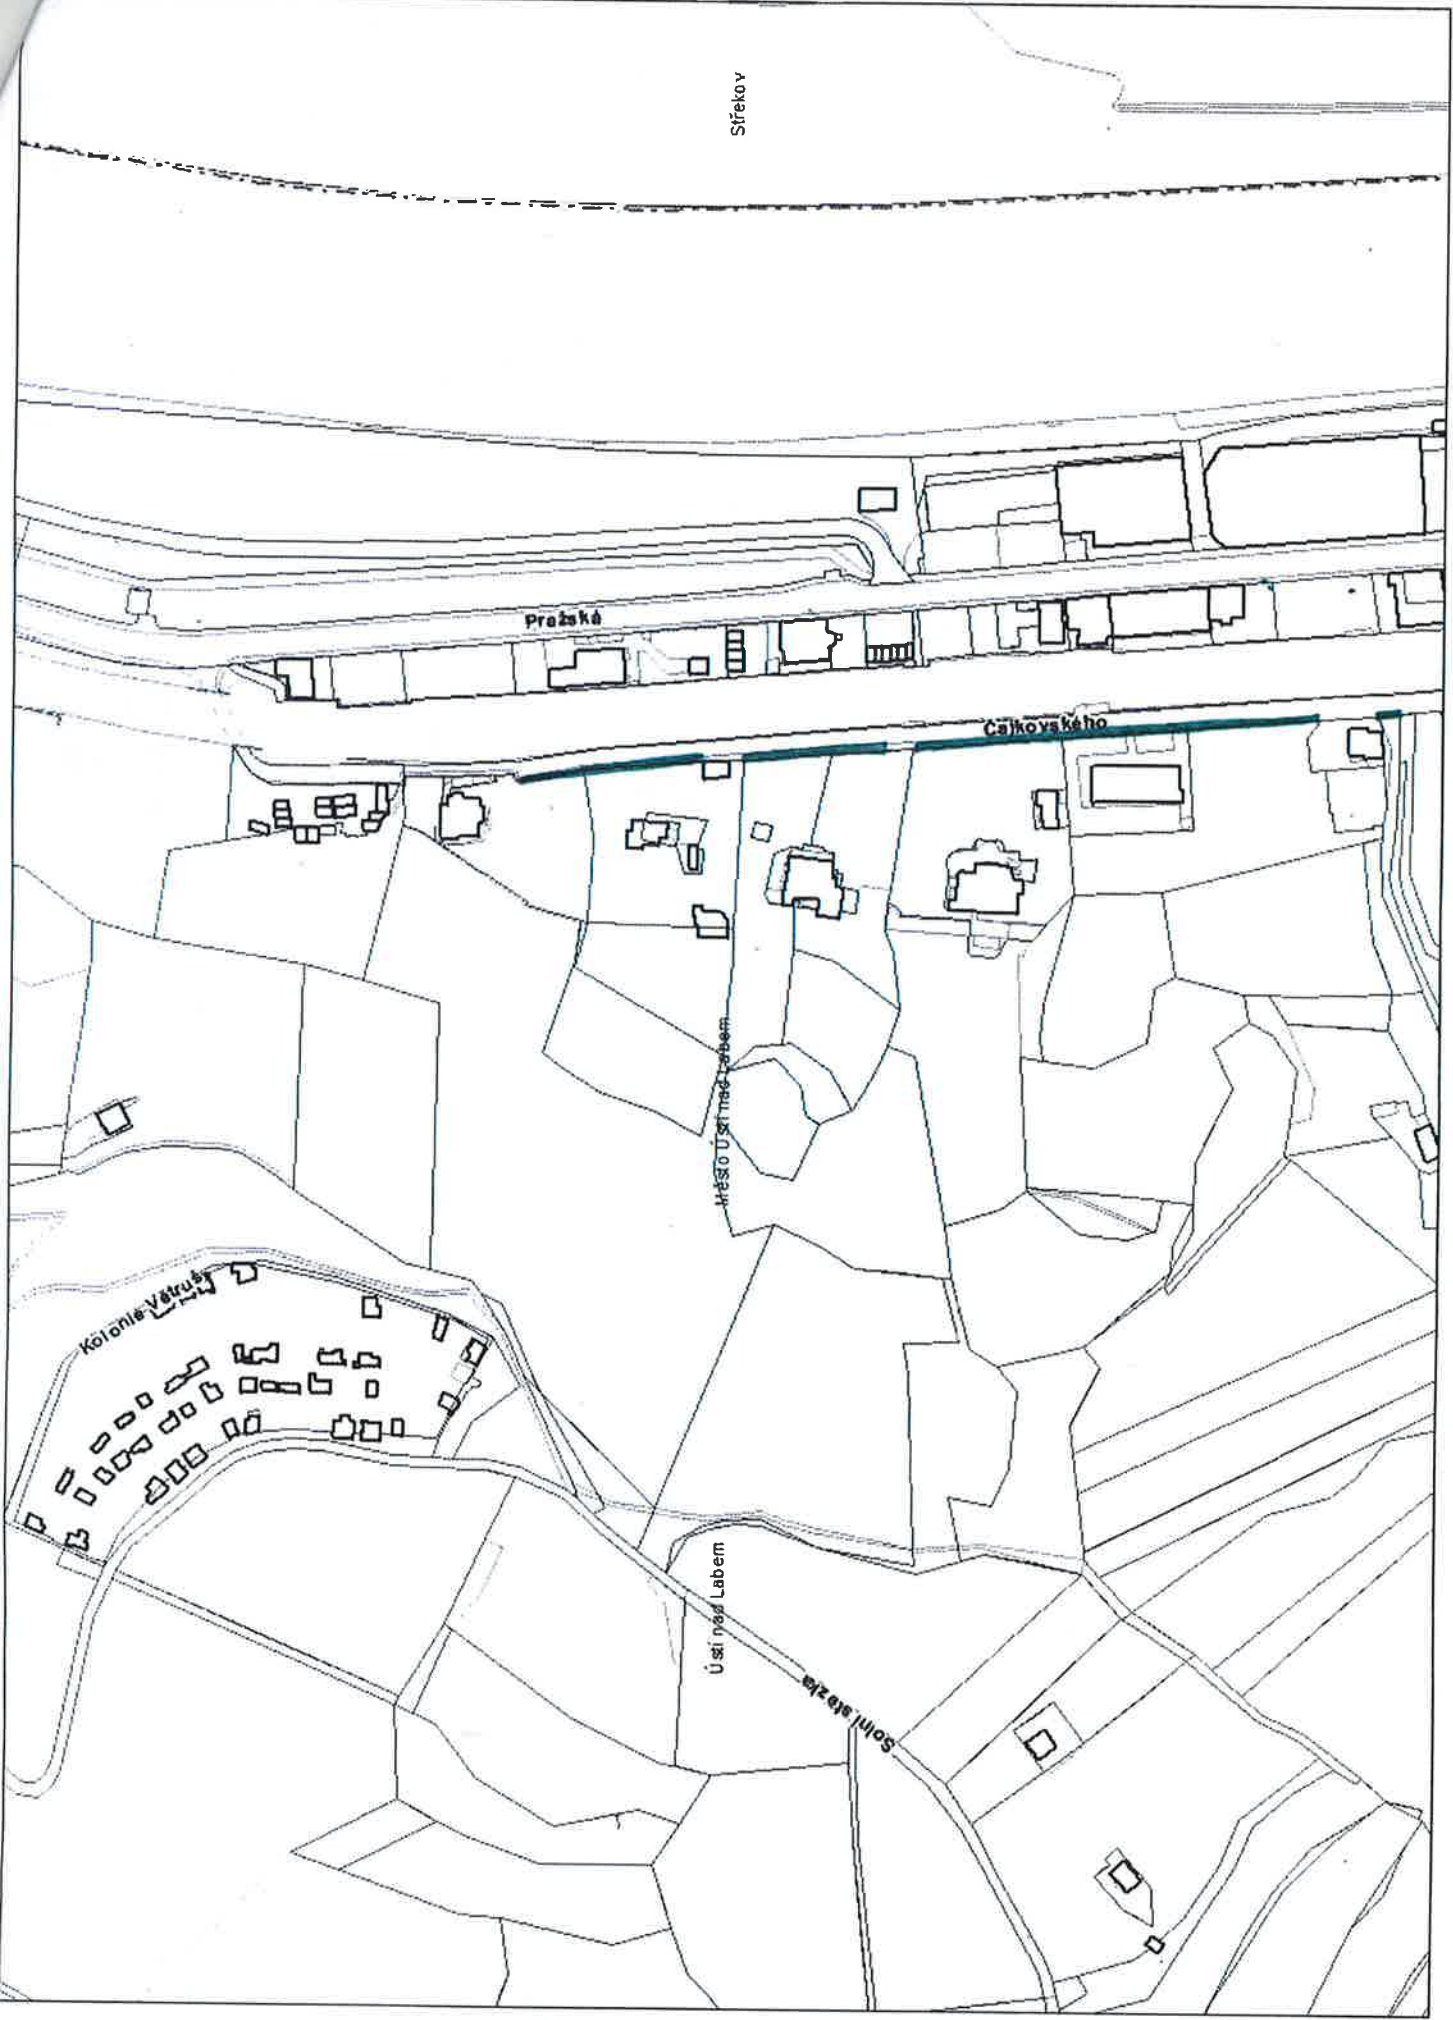 Střekov
Pražská
Čajkovského
Město Ústí nad Labem
Kolonie Větruše
Ústí nad Labem
Solní stezka